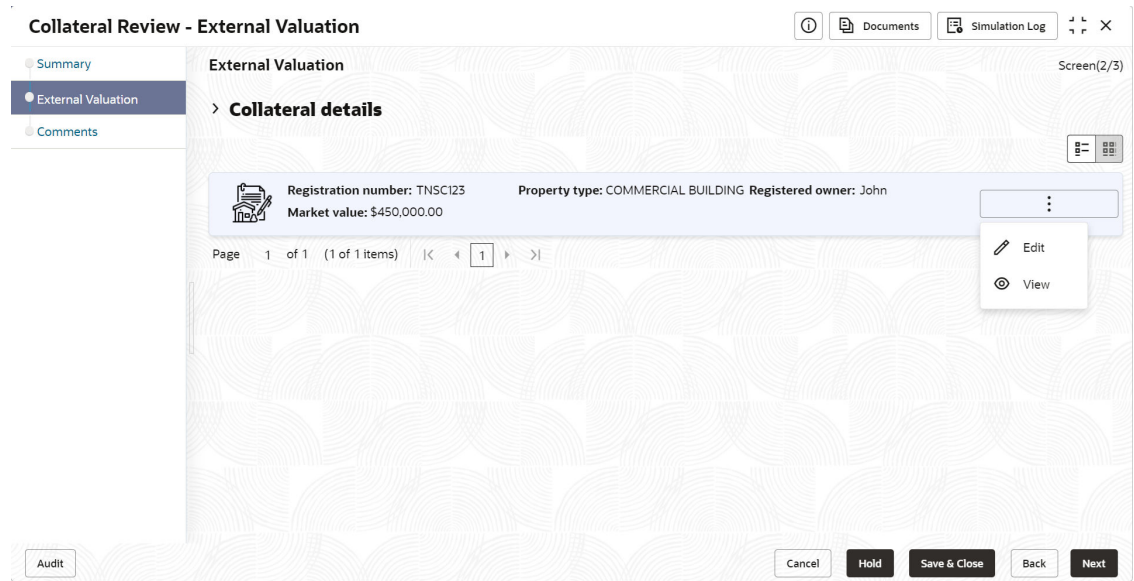 Collateral Review - External Valuation
Documents
Simulation Log
Summary
External Valuation
Comments
External Valuation
Screen(2/3)
Collateral details
Registration number: TNSC123 Property type: COMMERCIAL BUILDING Registered owner: John
Market value: $450,000.00
Edit
View
Page 1 of 1 (1 of 1 items) 1
Audit
Cancel
Hold
Save & Close
Back
Next